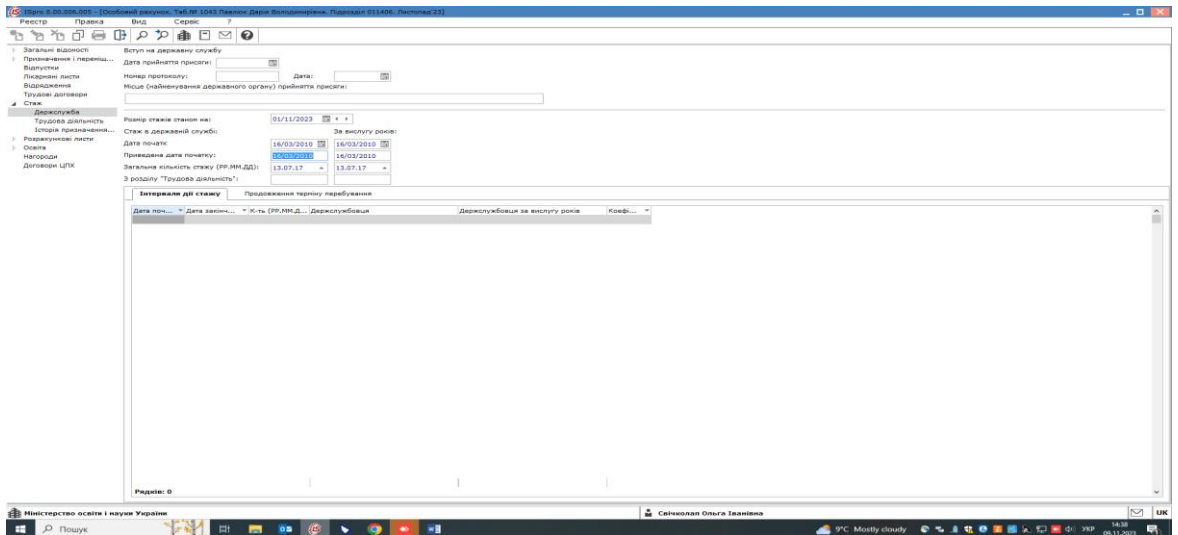 ISpro 8.00.006.005 - [Особовий рахунок. Таб.№ 1043 Павлюк Дарія Володимирівна. Підрозділ 011406. Листопад'23]
Реєстр Правка Вид Сервіс ?
Загальні відомості
Призначення і переміщ...
Відпустки
Лікарняні листи
Відрядження
Трудові договори
Стаж
Держслужба
Трудова діяльність
Історія призначення...
Розрахункові листи
Освіта
Нагороди
Договори ЦПХ
Вступ на державну службу
Дата прийняття присяги:
Номер протоколу: Дата:
Місце (найменування державного органу) прийняття присяги:
Розмір стажів станом на: 01/11/2023
Стаж в державній службі: За вислугу років:
Дата початк 16/03/2010 16/03/2010
Приведена дата початку: 16/03/2010 16/03/2010
Загальна кількість стажу (РР.ММ.ДД): 13.07.17 13.07.17
З розділу "Трудова діяльність":
Інтервали дії стажу Продовження терміну перебування
Дата поч... Дата закінч... К-ть (РР.ММ.Д... Держслужбовця Держслужбовця за вислугу років Коефі...
Рядків: 0
Міністерство освіти і науки України Свічколап Ольга Іванівна UK
Пошук 9°C Mostly cloudy УКР 14:38
09.11.2023